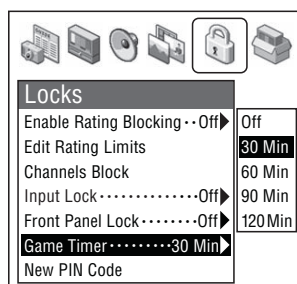 Locks
Enable Rating Blocking ·· Off
Edit Rating Limits
Channels Block
Input Lock ·············· Off
Front Panel Lock ········ Off
Game Timer ········· 30 Min
New PIN Code
Off
30 Min
60 Min
90 Min
120 Min